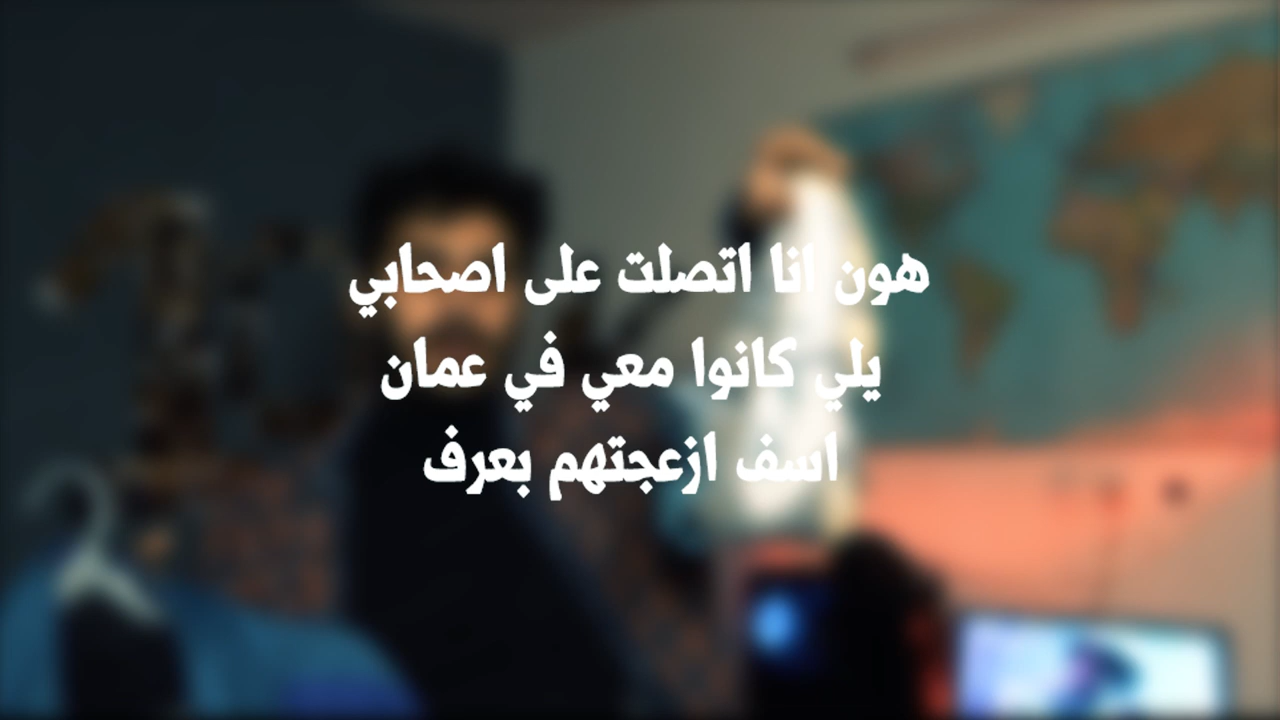 هون انا اتصلت على اصحابي
يلي كانوا معي في عمان
اسف ازعجتهم بعرف